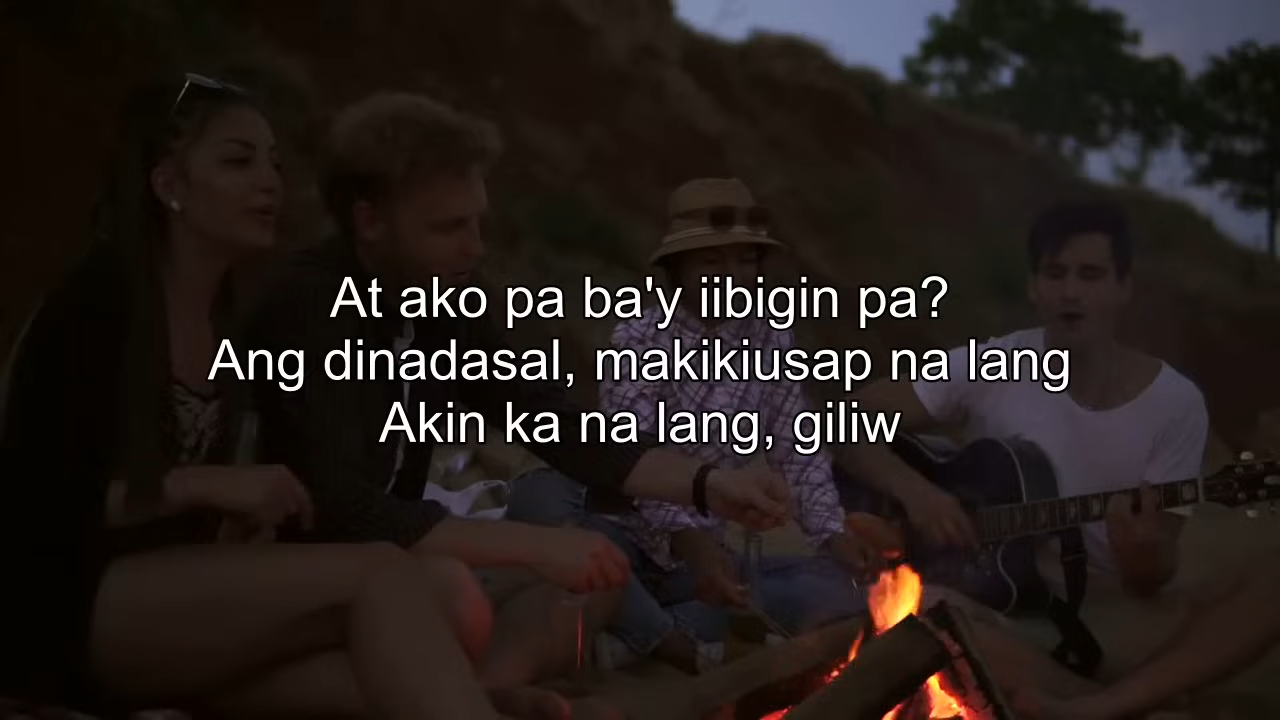 At ako pa ba'y iibigin pa?
Ang dinadasal, makikiusap na lang
Akin ka na lang, giliw